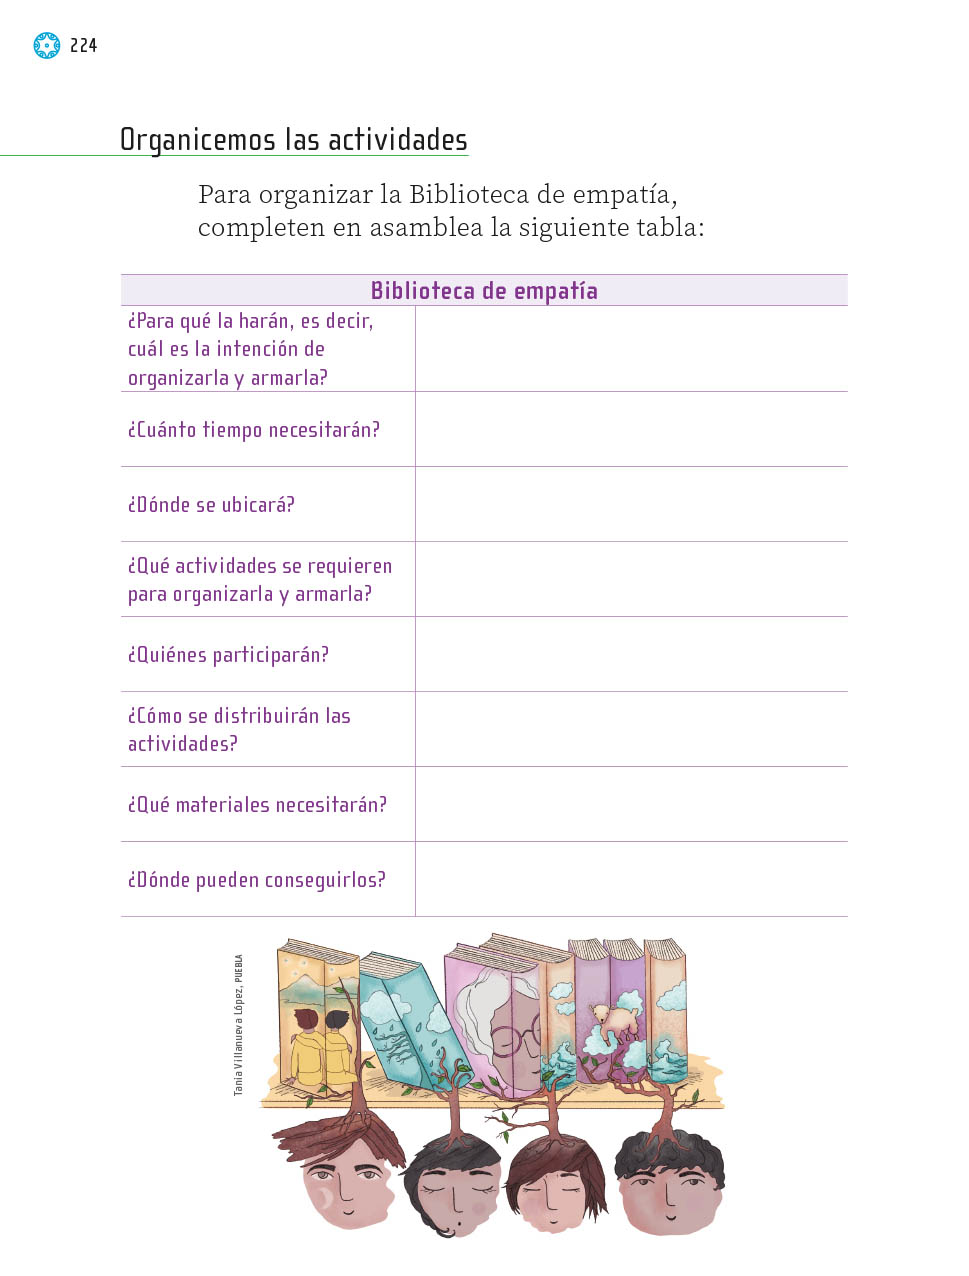 224
Organicemos las actividades
Para organizar la Biblioteca de empatía,
completen en asamblea la siguiente tabla:
Biblioteca de empatía
¿Para qué la harán, es decir,
cuál es la intención de
organizarla y armarla?
¿Cuánto tiempo necesitarán?
¿Dónde se ubicará?
¿Qué actividades se requieren
para organizarla y armarla?
¿Quiénes participarán?
¿Cómo se distribuirán las
actividades?
¿Qué materiales necesitarán?
¿Dónde pueden conseguirlos?
Tania Villanueva López, PUEBLA